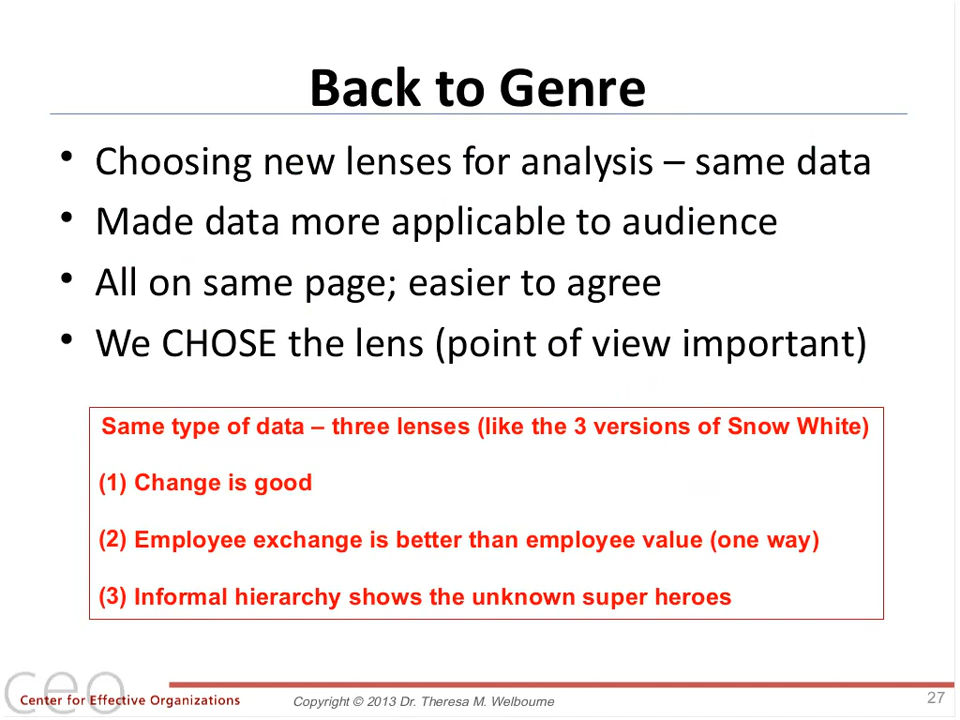 Back to Genre
• Choosing new lenses for analysis – same data
• Made data more applicable to audience
• All on same page; easier to agree
• We CHOSE the lens (point of view important)
Same type of data – three lenses (like the 3 versions of Snow White)
(1) Change is good
(2) Employee exchange is better than employee value (one way)
(3) Informal hierarchy shows the unknown super heroes
ceo
Center for Effective Organizations
Copyright © 2013 Dr. Theresa M. Welbourne
27